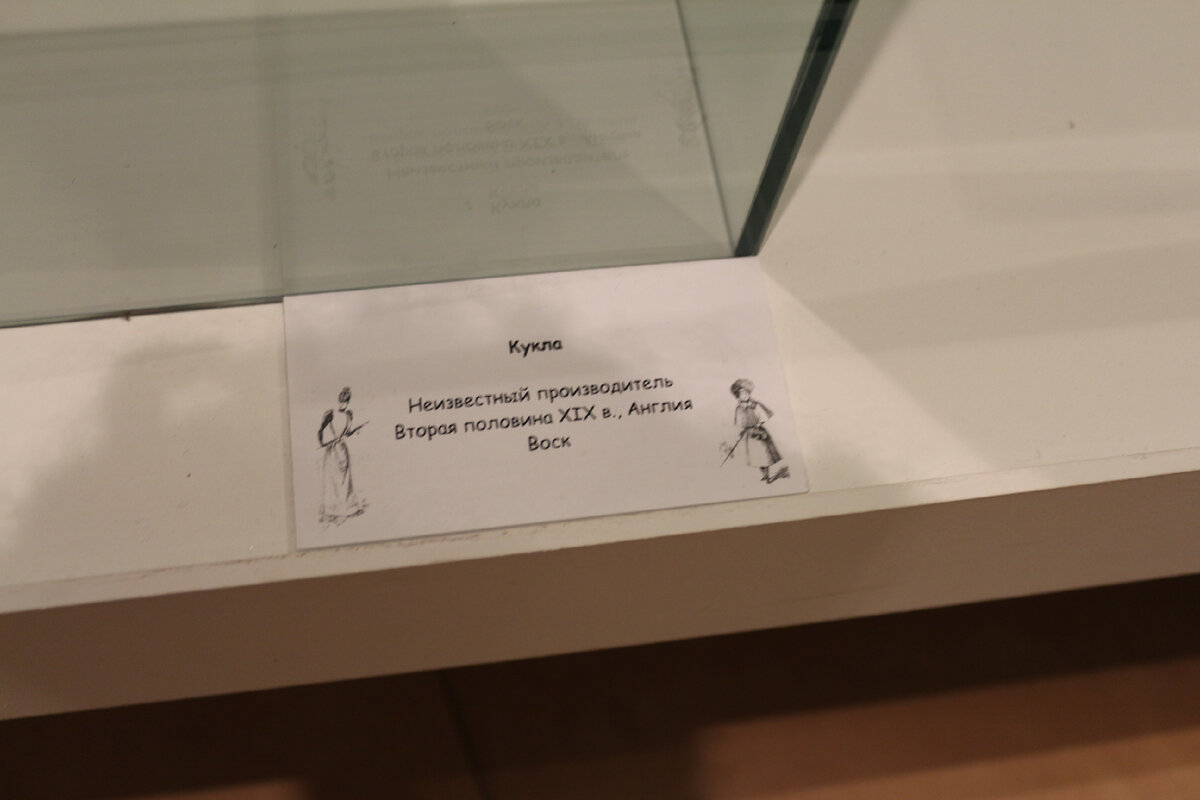 Кукла
Неизвестный производитель
Вторая половина XIX в., Англия
Воск